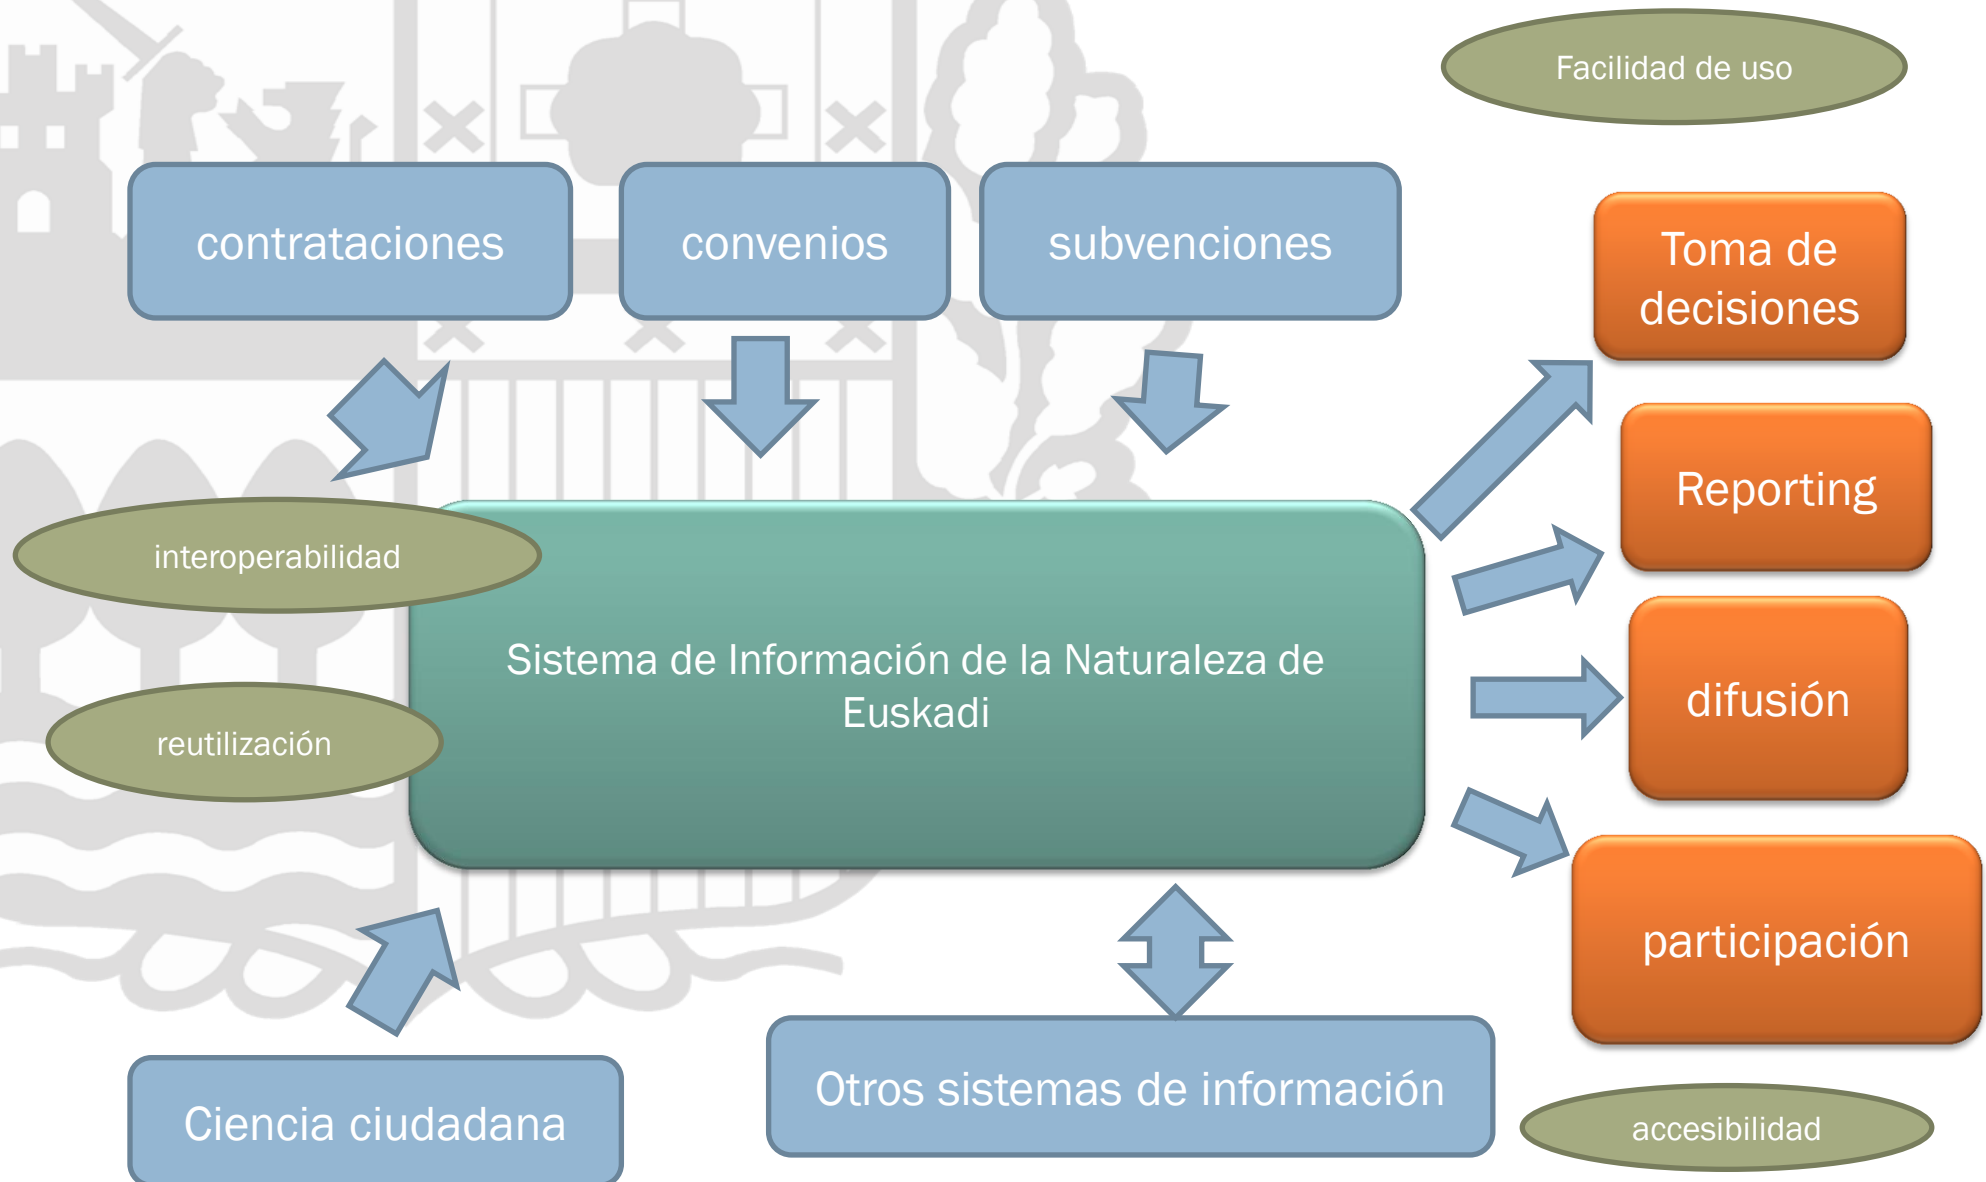 Facilidad de uso
contrataciones
convenios
subvenciones
Toma de
decisiones
Reporting
interoperabilidad
Sistema de Información de la Naturaleza de
Euskadi
reutilización
difusión
participación
Ciencia ciudadana
Otros sistemas de información
accesibilidad